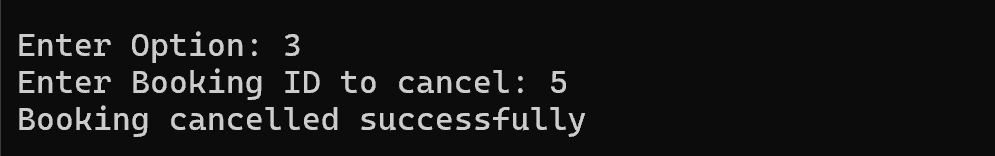 Enter Option: 3
Enter Booking ID to cancel: 5
Booking cancelled successfully